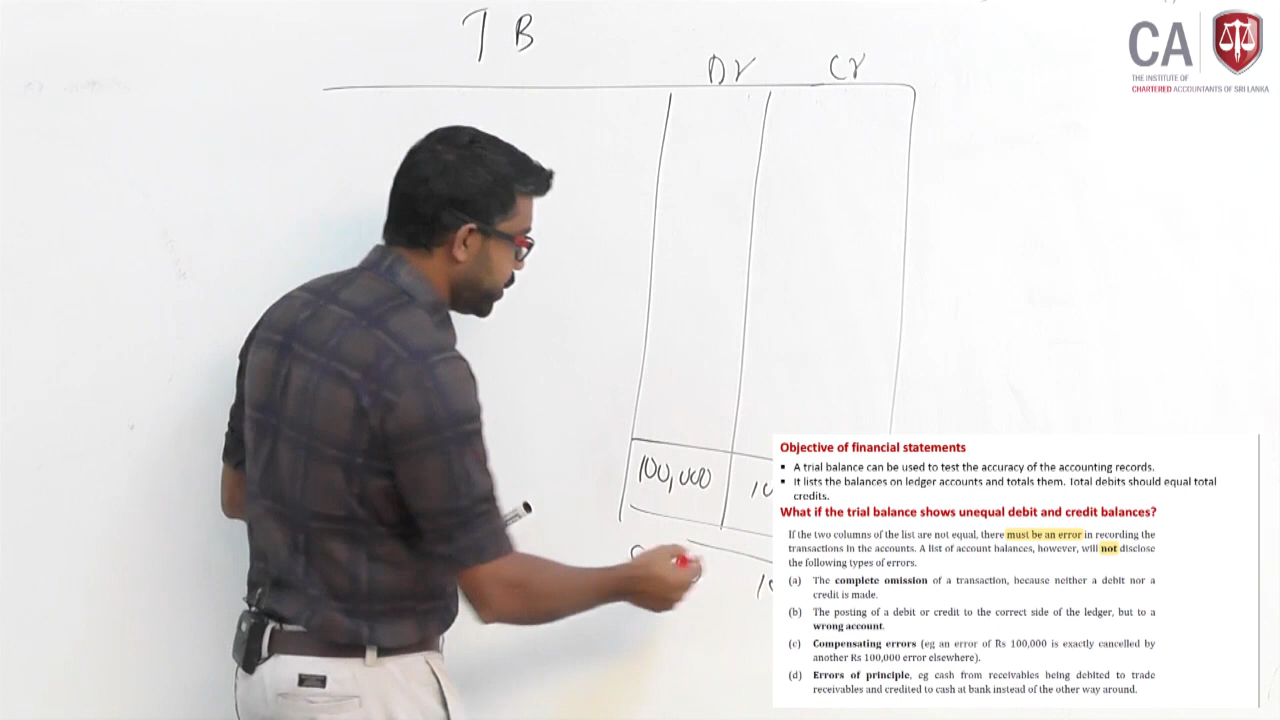 T B
Dr Cr
CA
THE INSTITUTE OF
CHARTERED ACCOUNTANTS OF SRI LANKA
100,000 10
Objective of financial statements
▪ A trial balance can be used to test the accuracy of the accounting records.
▪ It lists the balances on ledger accounts and totals them. Total debits should equal total
credits.
What if the trial balance shows unequal debit and credit balances?
If the two columns of the list are not equal, there must be an error in recording the
transactions in the accounts. A list of account balances, however, will not disclose
the following types of errors.
(a) The complete omission of a transaction, because neither a debit nor a
credit is made.
(b) The posting of a debit or credit to the correct side of the ledger, but to a
wrong account.
(c) Compensating errors (eg an error of Rs 100,000 is exactly cancelled by
another Rs 100,000 error elsewhere).
(d) Errors of principle, eg cash from receivables being debited to trade
receivables and credited to cash at bank instead of the other way around.